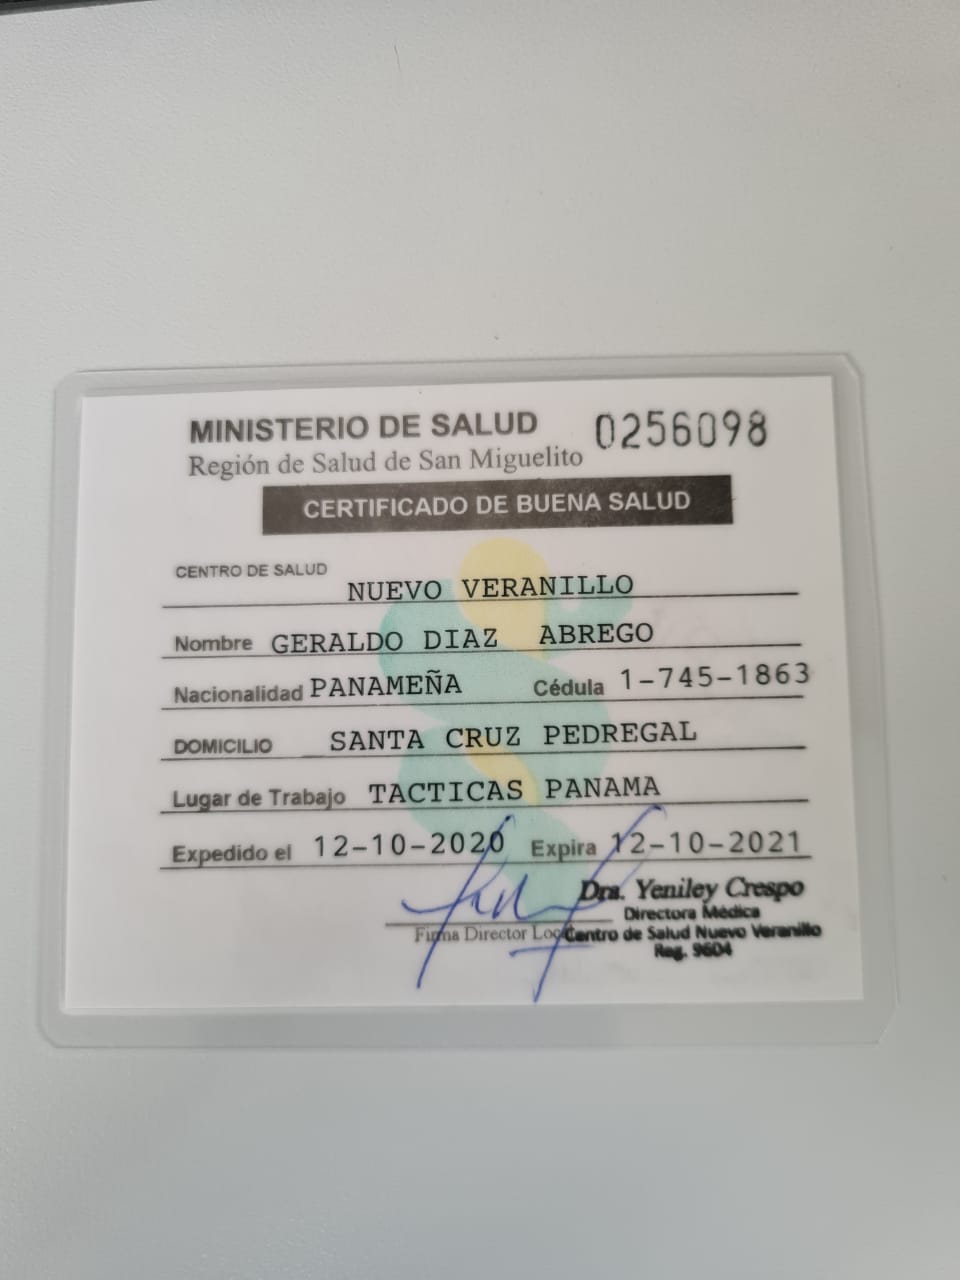 MINISTERIO DE SALUD 0256098
Región de Salud de San Miguelito
CERTIFICADO DE BUENA SALUD
CENTRO DE SALUD NUEVO VERANILLO
Nombre GERALDO DIAZ ABREGO
Nacionalidad PANAMEÑA Cédula 1-745-1863
DOMICILIO SANTA CRUZ PEDREGAL
Lugar de Trabajo TACTICAS PANAMA
Expedido el 12-10-2020 Expira 12-10-2021
Dra. Yeniley Crespo
Directora Médica
Firma Director Centro de Salud Nuevo Veranillo
Reg. 9604